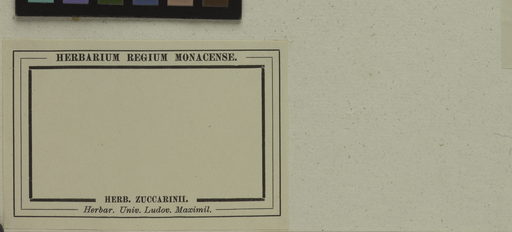 HERBARIUM REGIUM MONACENSE.
HERB. ZUCCARINII.
Herbar. Univ. Ludov. Maximil.